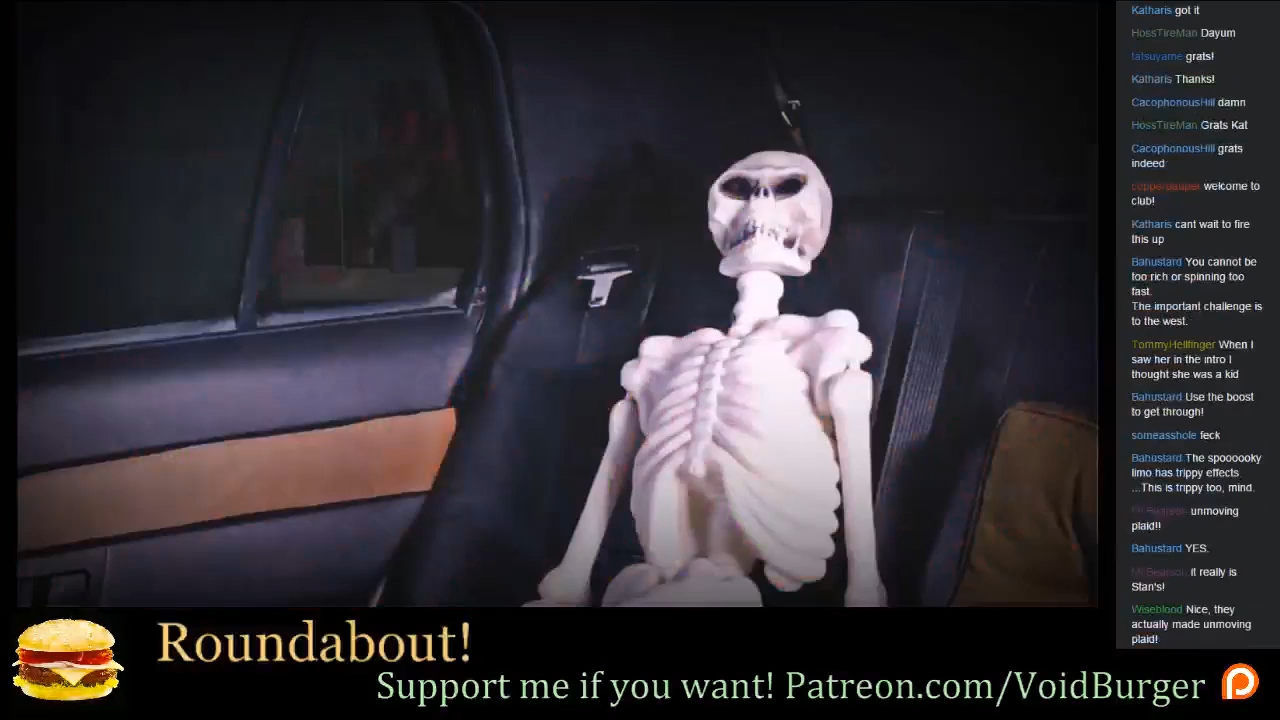 Katharis got it
HossTireMan Dayum
tatsuyame grats!
Katharis Thanks!
CacophonousHill damn
HossTireMan Grats Kat
CacophonousHill grats
indeed
welcome to
club!
Katharis cant wait to fire
this up
Bahustard You cannot be
too rich or spinning too
fast.
The important challenge is
to the west.
TommyHellfinger When I
saw her in the intro I
thought she was a kid
Bahustard Use the boost
to get through!
someasshole feck
Bahustard The spoooooky
limo has trippy effects
...This is trippy too, mind.
unmoving
plaid!!
Bahustard YES.
it really is
Stan's!
Wiseblood Nice, they
actually made unmoving
plaid!
Roundabout!
Support me if you want! Patreon.com/VoidBurger